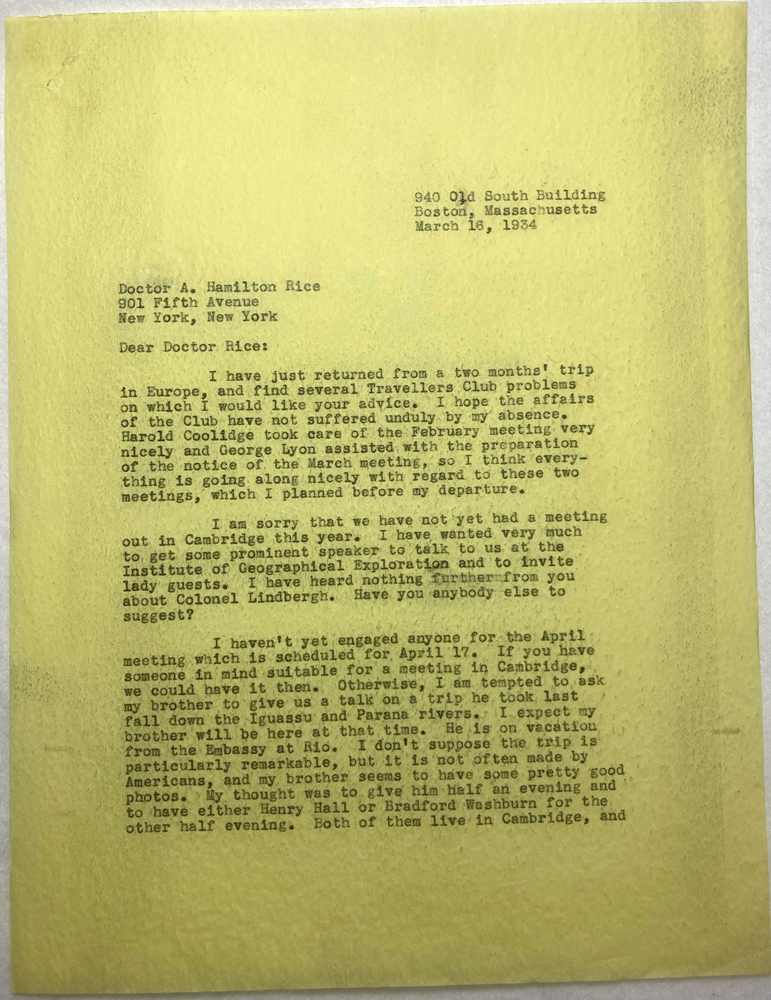 940 Old South Building
Boston, Massachusetts
March 16, 1934
Doctor A. Hamilton Rice
901 Fifth Avenue
New York, New York
Dear Doctor Rice:
I have just returned from a two months' trip
in Europe, and find several Travellers Club problems
on which I would like your advice. I hope the affairs
of the Club have not suffered unduly by my absence.
Harold Coolidge took care of the February meeting very
nicely and George Lyon assisted with the preparation
of the notice of the March meeting, so I think every-
thing is going along nicely with regard to these two
meetings, which I planned before my departure.
I am sorry that we have not yet had a meeting
out in Cambridge this year. I have wanted very much
to get some prominent speaker to talk to us at the
Institute of Geographical Exploration and to invite
lady guests. I have heard nothing further from you
about Colonel Lindbergh. Have you anybody else to
suggest?
I haven't yet engaged anyone for the April
meeting which is scheduled for April 17. If you have
someone in mind suitable for a meeting in Cambridge,
we could have it then. Otherwise, I am tempted to ask
my brother to give us a talk on a trip he took last
fall down the Iguassu and Parana rivers. I expect my
brother will be here at that time. He is on vacation
from the Embassy at Rio. I don't suppose the trip is
particularly remarkable, but it is not often made by
Americans, and my brother seems to have some pretty good
photos. My thought was to give him half an evening and
to have either Henry Hall or Bradford Washburn for the
other half evening. Both of them live in Cambridge, and